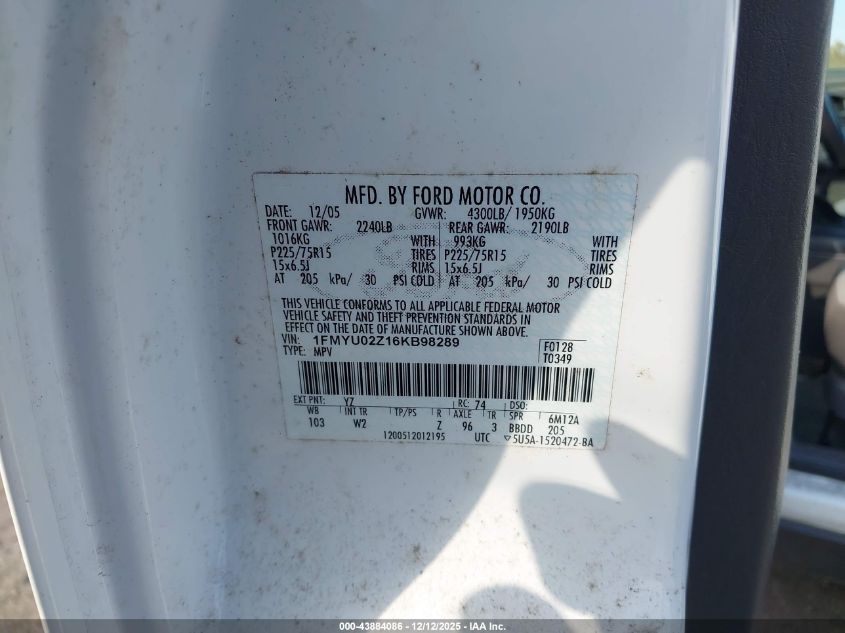 MFD. BY FORD MOTOR CO.
DATE: 12/05 GVWR: 4300LB/ 1950KG
FRONT GAWR: 2240LB REAR GAWR: 2190LB
1016KG WITH 993KG WITH
P225/75R15 TIRES P225/75R15 TIRES
15x6.5J RIMS 15x6.5J RIMS
AT 205 kPa/ 30 PSI COLD AT 205 kPa/ 30 PSI COLD
THIS VEHICLE CONFORMS TO ALL APPLICABLE FEDERAL MOTOR
VEHICLE SAFETY AND THEFT PREVENTION STANDARDS IN
EFFECT ON THE DATE OF MANUFACTURE SHOWN ABOVE.
VIN: 1FMYU02Z16KB98289 F0128
TYPE: MPV T0349
EXT PNT: YZ RC: 74 DSO:
WB INT TR TP/PS R AXLE TR SPR 6M12A
103 W2 Z 96 3 BBDD 205
1200512012195 UTC ▽5U5A-1520472-BA
000-43884086 - 12/12/2025 - IAA Inc.